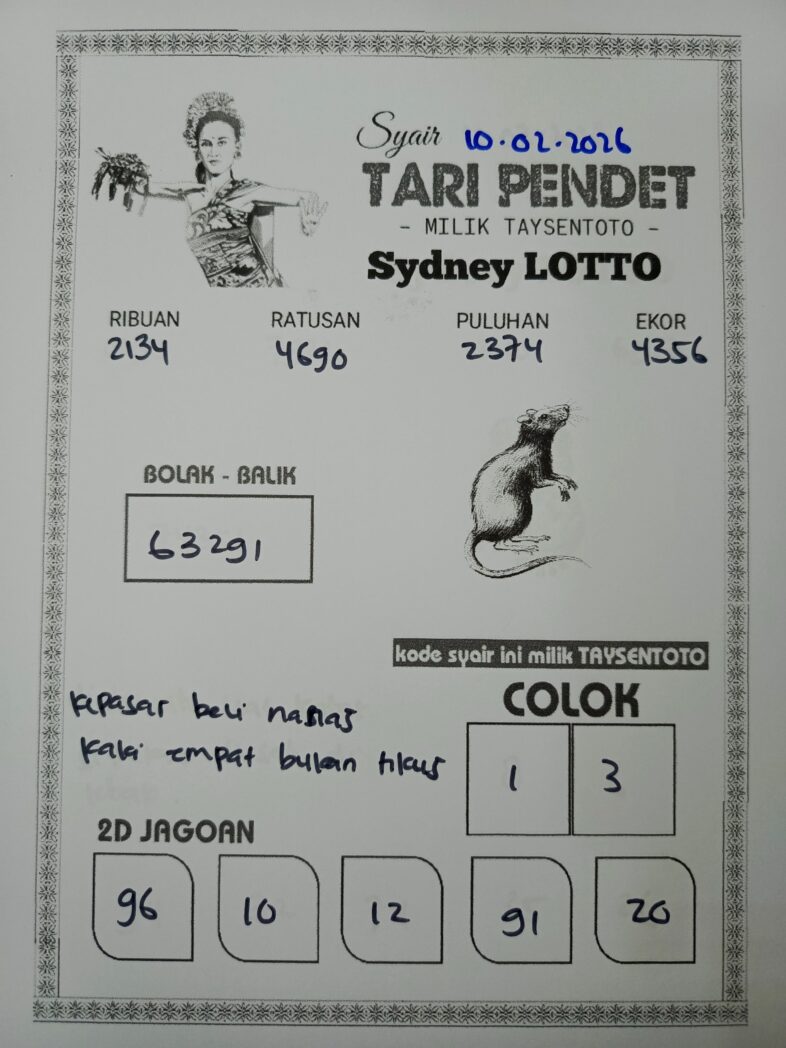 Syair 10.02.2026
TARI PENDET
- MILIK TAYSENTOTO -
Sydney LOTTO
RIBUAN RATUSAN PULUHAN EKOR
2134 4690 2374 4356
BOLAK - BALIK
63291
kode syair ini milik TAYSENTOTO
COLOK
1 3
kepasar beli nanas
kaki empat bukan tikus
2D JAGOAN
96 10 12 91 20